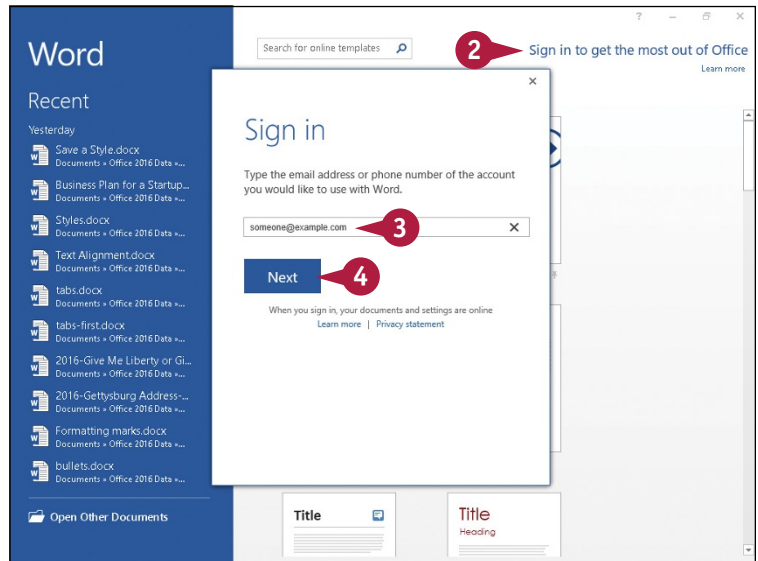 Word
Search for online templates
2
Sign in to get the most out of Office
Learn more
Recent
Yesterday
Save a Style.docx
Documents » Office 2016 Data »...
Business Plan for a Startup...
Documents » Office 2016 Data »...
Styles.docx
Documents » Office 2016 Data »...
Text Alignment.docx
Documents » Office 2016 Data »...
tabs.docx
Documents » Office 2016 Data »...
tabs-first.docx
Documents » Office 2016 Data »...
2016-Give Me Liberty or Gi...
Documents » Office 2016 Data »...
2016-Gettysburg Address-...
Documents » Office 2016 Data »...
Formatting marks.docx
Documents » Office 2016 Data »...
bullets.docx
Documents » Office 2016 Data »...
Open Other Documents
Sign in
Type the email address or phone number of the account
you would like to use with Word.
someone@example.com
3
Next
4
When you sign in, your documents and settings are online
Learn more | Privacy statement
Title
Title
Heading